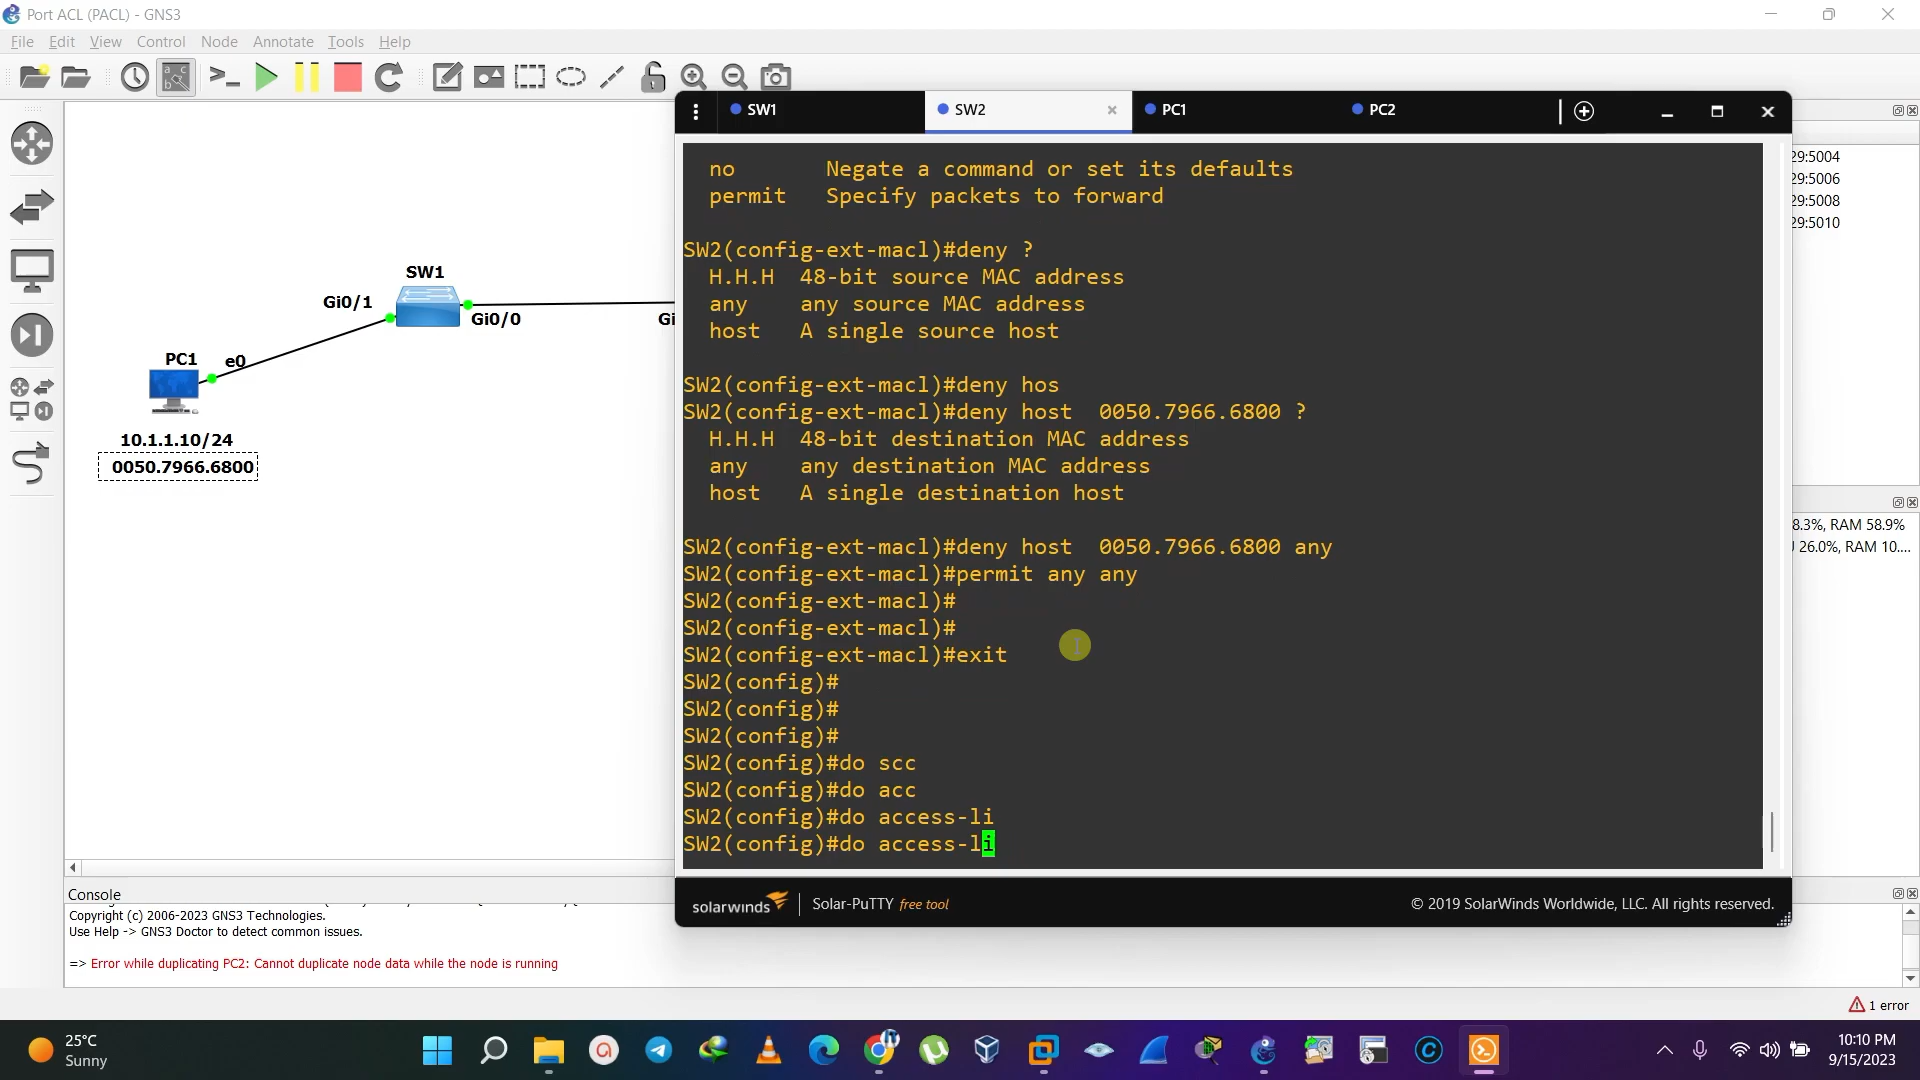 Port ACL (PACL) - GNS3
File Edit View Control Node Annotate Tools Help
SW1
SW2
PC1
PC2
29:5004
29:5006
29:5008
29:5010
SW1
Gi0/1
Gi0/0
Gi
PC1
e0
10.1.1.10/24
0050.7966.6800
no Negate a command or set its defaults
permit Specify packets to forward
SW2(config-ext-macl)#deny ?
H.H.H 48-bit source MAC address
any any source MAC address
host A single source host
SW2(config-ext-macl)#deny hos
SW2(config-ext-macl)#deny host 0050.7966.6800 ?
H.H.H 48-bit destination MAC address
any any destination MAC address
host A single destination host
SW2(config-ext-macl)#deny host 0050.7966.6800 any
SW2(config-ext-macl)#permit any any
SW2(config-ext-macl)#
SW2(config-ext-macl)#
SW2(config-ext-macl)#exit
SW2(config)#
SW2(config)#
SW2(config)#
SW2(config)#do scc
SW2(config)#do acc
SW2(config)#do access-li
SW2(config)#do access-li
8.3%, RAM 58.9%
26.0%, RAM 10....
solarwinds Solar-PuTTY free tool
© 2019 SolarWinds Worldwide, LLC. All rights reserved.
Console
Copyright (c) 2006-2023 GNS3 Technologies.
Use Help -> GNS3 Doctor to detect common issues.
=> Error while duplicating PC2: Cannot duplicate node data while the node is running
1 error
25°C
Sunny
10:10 PM
9/15/2023